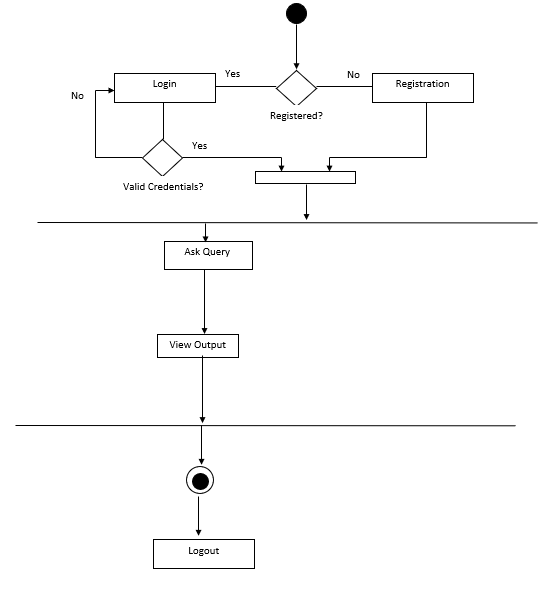 Yes
No
Login
Registration
No
Registered?
Yes
Valid Credentials?
Ask Query
View Output
Logout